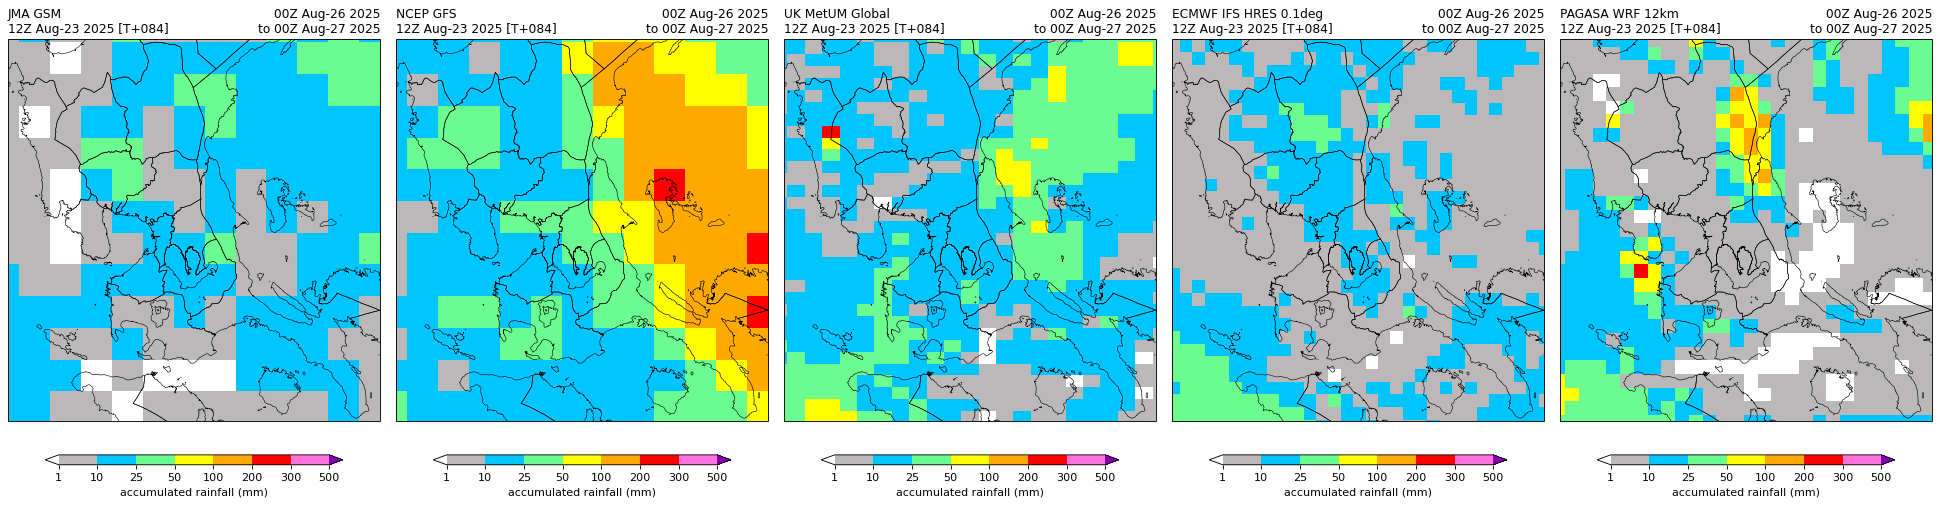 JMA GSM 00Z Aug-26 2025
12Z Aug-23 2025 [T+084] to 00Z Aug-27 2025
NCEP GFS 00Z Aug-26 2025
12Z Aug-23 2025 [T+084] to 00Z Aug-27 2025
UK MetUM Global 00Z Aug-26 2025
12Z Aug-23 2025 [T+084] to 00Z Aug-27 2025
ECMWF IFS HRES 0.1deg 00Z Aug-26 2025
12Z Aug-23 2025 [T+084] to 00Z Aug-27 2025
PAGASA WRF 12km 00Z Aug-26 2025
12Z Aug-23 2025 [T+084] to 00Z Aug-27 2025
1 10 25 50 100 200 300 500
accumulated rainfall (mm)
1 10 25 50 100 200 300 500
accumulated rainfall (mm)
1 10 25 50 100 200 300 500
accumulated rainfall (mm)
1 10 25 50 100 200 300 500
accumulated rainfall (mm)
1 10 25 50 100 200 300 500
accumulated rainfall (mm)